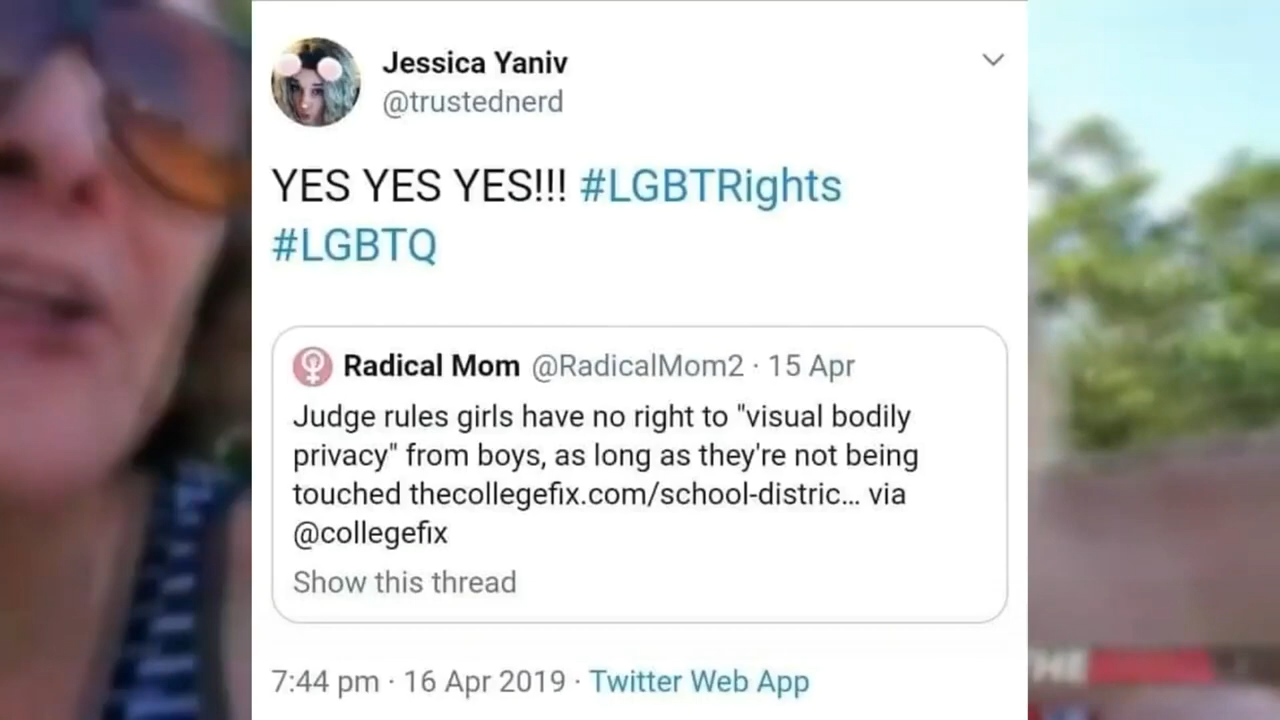 Jessica Yaniv
@trustednerd
YES YES YES!!! #LGBTRights
#LGBTQ
Radical Mom @RadicalMom2 · 15 Apr
Judge rules girls have no right to "visual bodily
privacy" from boys, as long as they're not being
touched thecollegefix.com/school-distric... via
@collegefix
Show this thread
7:44 pm · 16 Apr 2019 · Twitter Web App